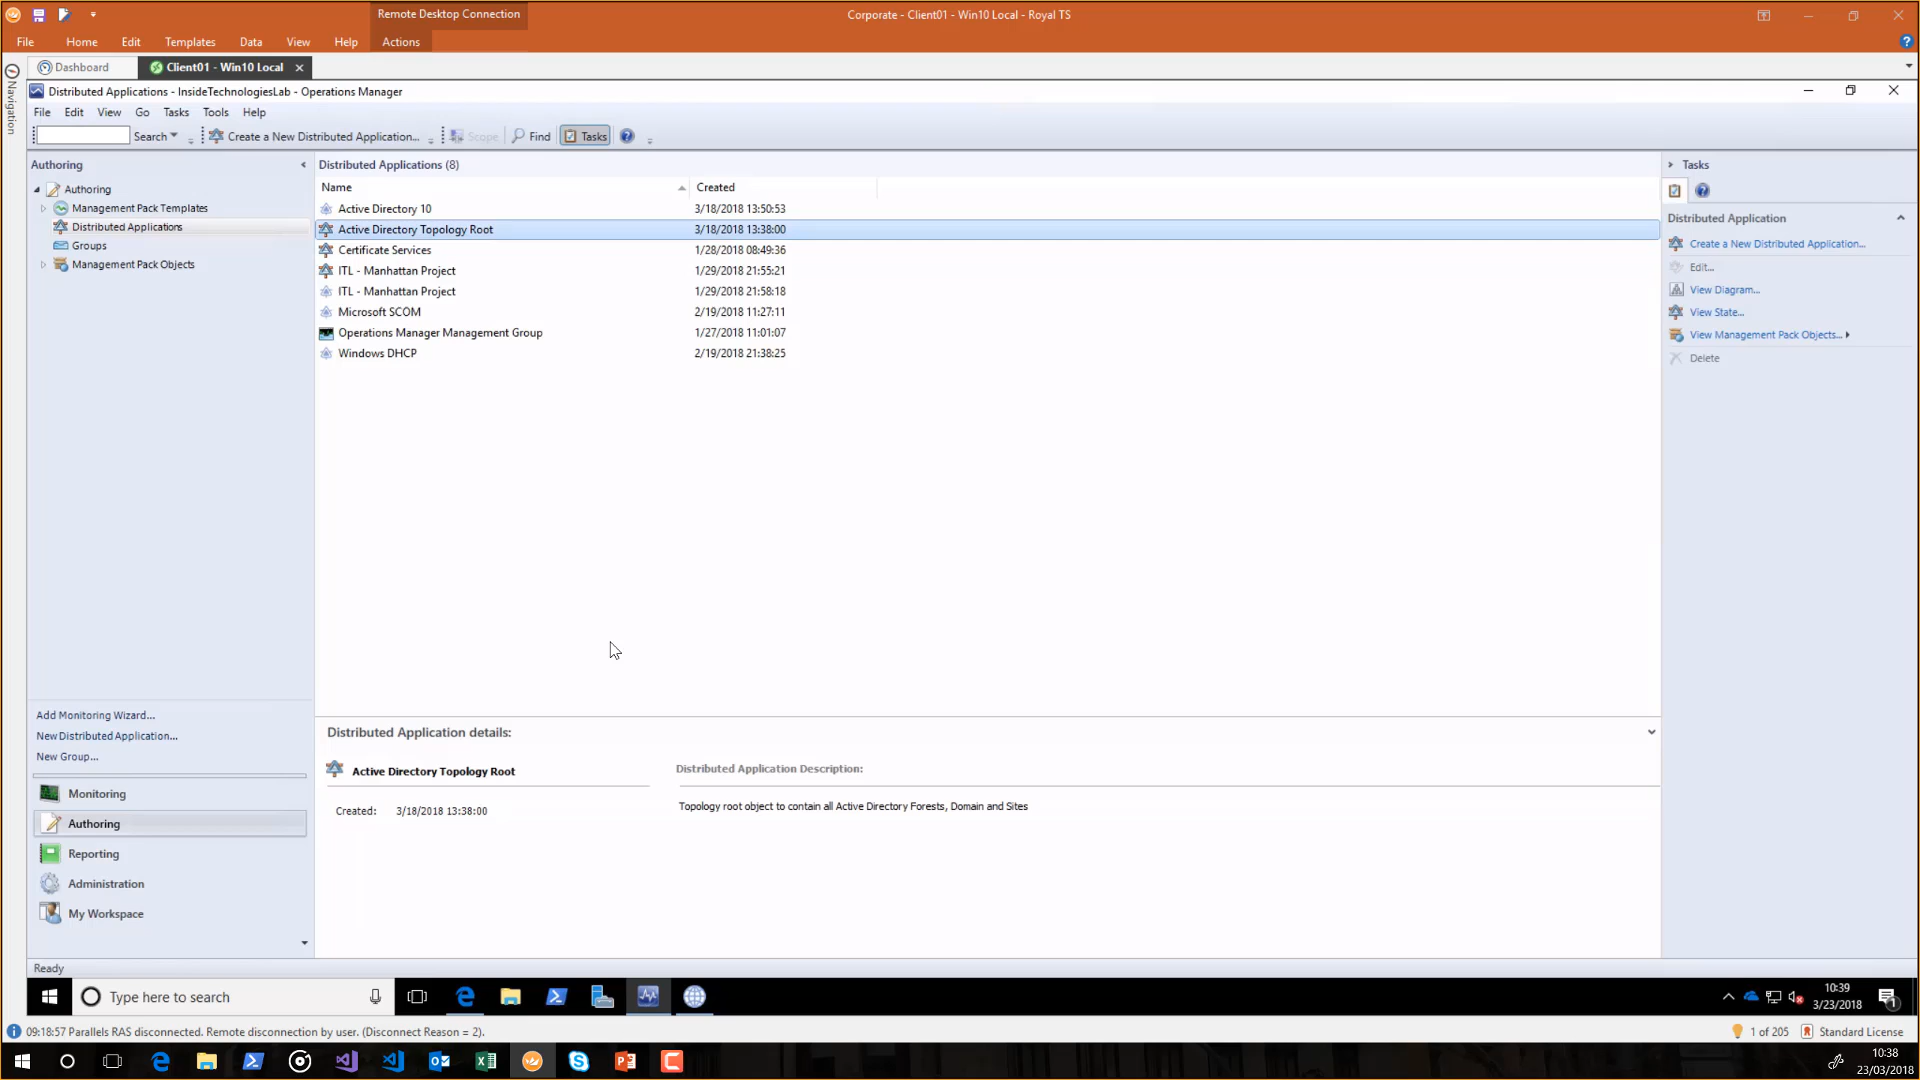 Remote Desktop Connection
Corporate - Client01 - Win10 Local - Royal TS
File Home Edit Templates Data View Help Actions
Navigation
Dashboard
Client01 - Win10 Local
Distributed Applications - InsideTechnologiesLab - Operations Manager
File Edit View Go Tasks Tools Help
Search Create a New Distributed Application... Scope Find Tasks
Authoring
Authoring
Management Pack Templates
Distributed Applications
Groups
Management Pack Objects
Add Monitoring Wizard...
New Distributed Application...
New Group...
Monitoring
Authoring
Reporting
Administration
My Workspace
Distributed Applications (8)
Name Created
Active Directory 10 3/18/2018 13:50:53
Active Directory Topology Root 3/18/2018 13:38:00
Certificate Services 1/28/2018 08:49:36
ITL - Manhattan Project 1/29/2018 21:55:21
ITL - Manhattan Project 1/29/2018 21:58:18
Microsoft SCOM 2/19/2018 11:27:11
Operations Manager Management Group 1/27/2018 11:01:07
Windows DHCP 2/19/2018 21:38:25
Distributed Application details:
Active Directory Topology Root
Created: 3/18/2018 13:38:00
Distributed Application Description:
Topology root object to contain all Active Directory Forests, Domain and Sites
Tasks
Distributed Application
Create a New Distributed Application...
Edit...
View Diagram...
View State...
View Management Pack Objects...
Delete
Ready
Type here to search
10:39
3/23/2018
1
09:18:57 Parallels RAS disconnected. Remote disconnection by user. (Disconnect Reason = 2).
1 of 205
Standard License
10:38
23/03/2018